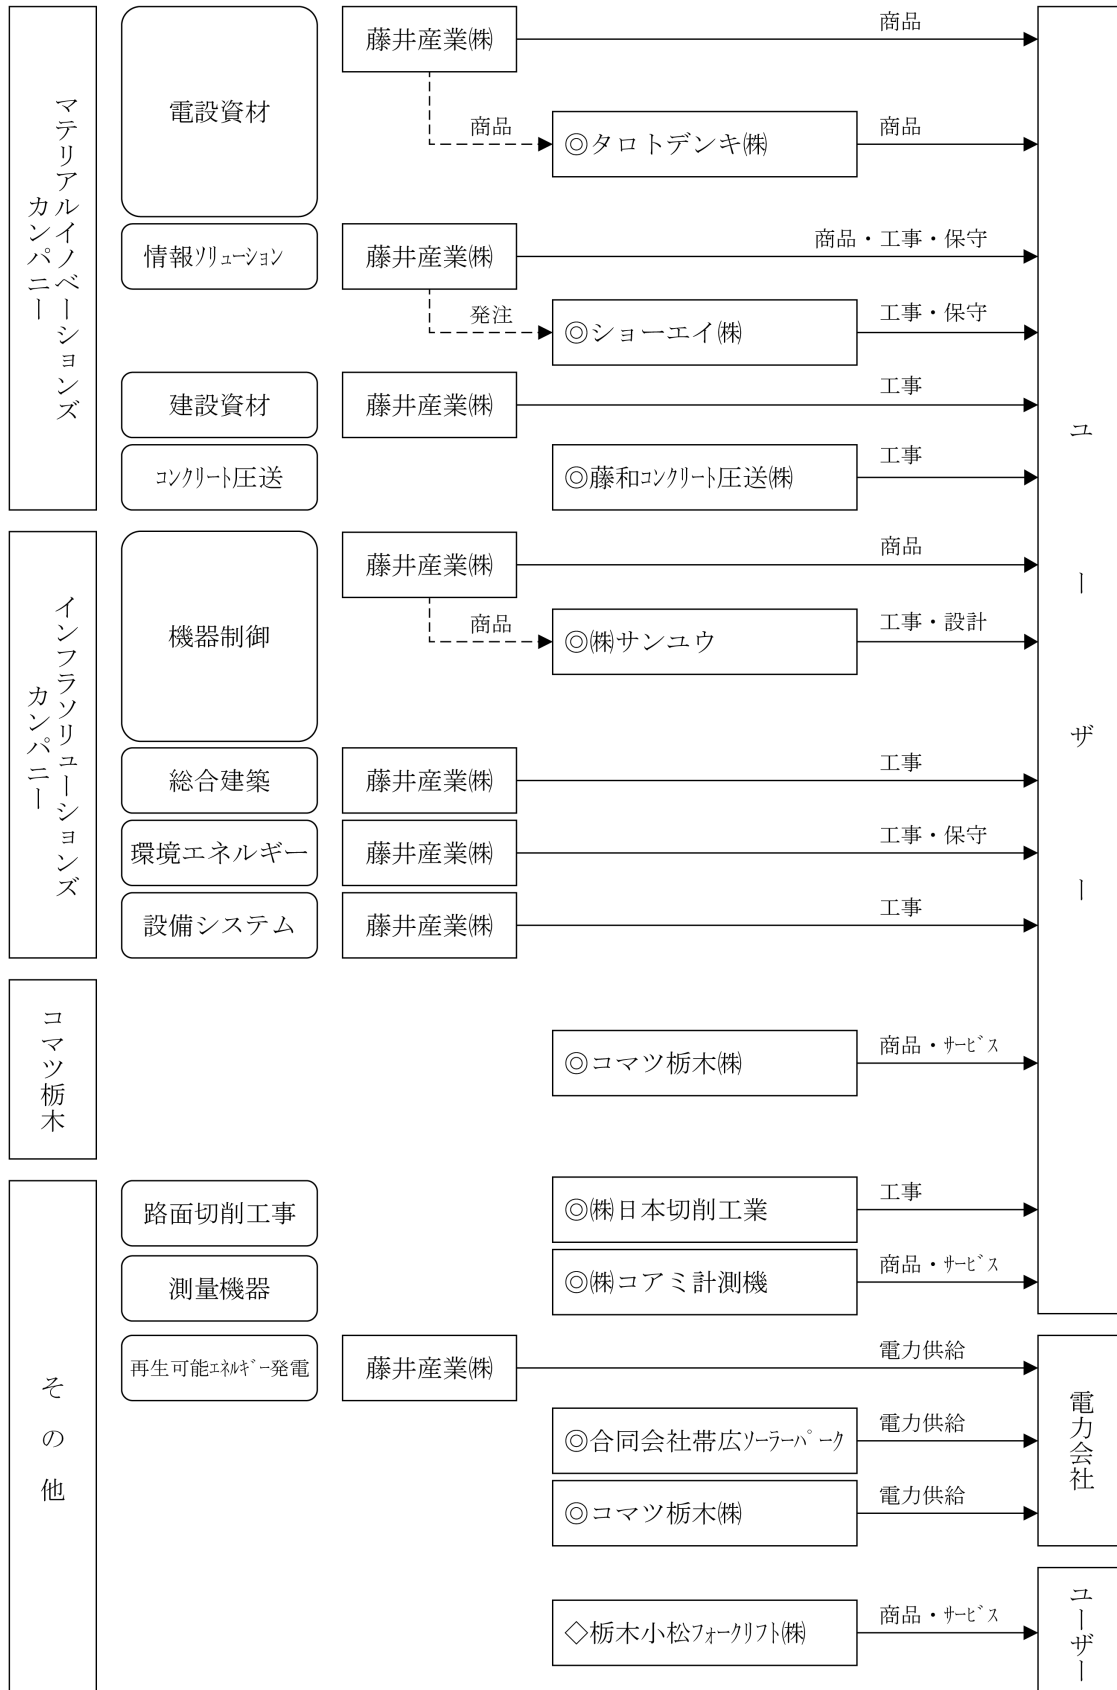 マテリアルイノベーションズ
カンパニー
電設資材
藤井産業㈱
商品
商品
◎タロトデンキ㈱
商品
情報ｿﾘｭｰｼｮﾝ
藤井産業㈱
商品・工事・保守
発注
◎ショーエイ㈱
工事・保守
建設資材
藤井産業㈱
工事
ｺﾝｸﾘｰﾄ圧送
◎藤和ｺﾝｸﾘｰﾄ圧送㈱
工事
インフラソリューションズ
カンパニー
機器制御
藤井産業㈱
商品
商品
◎㈱サンユウ
工事・設計
総合建築
藤井産業㈱
工事
環境エネルギー
藤井産業㈱
工事・保守
設備システム
藤井産業㈱
工事
コマツ栃木
◎コマツ栃木㈱
商品・ｻｰﾋﾞｽ
ユーザー
その他
路面切削工事
◎㈱日本切削工業
工事
測量機器
◎㈱コアミ計測機
商品・ｻｰﾋﾞｽ
再生可能ｴﾈﾙｷﾞｰ発電
藤井産業㈱
電力供給
◎合同会社帯広ｿｰﾗｰﾊﾟｰｸ
電力供給
◎コマツ栃木㈱
電力供給
電力会社
◇栃木小松ﾌｫｰｸﾘﾌﾄ㈱
商品・ｻｰﾋﾞｽ
ユーザー